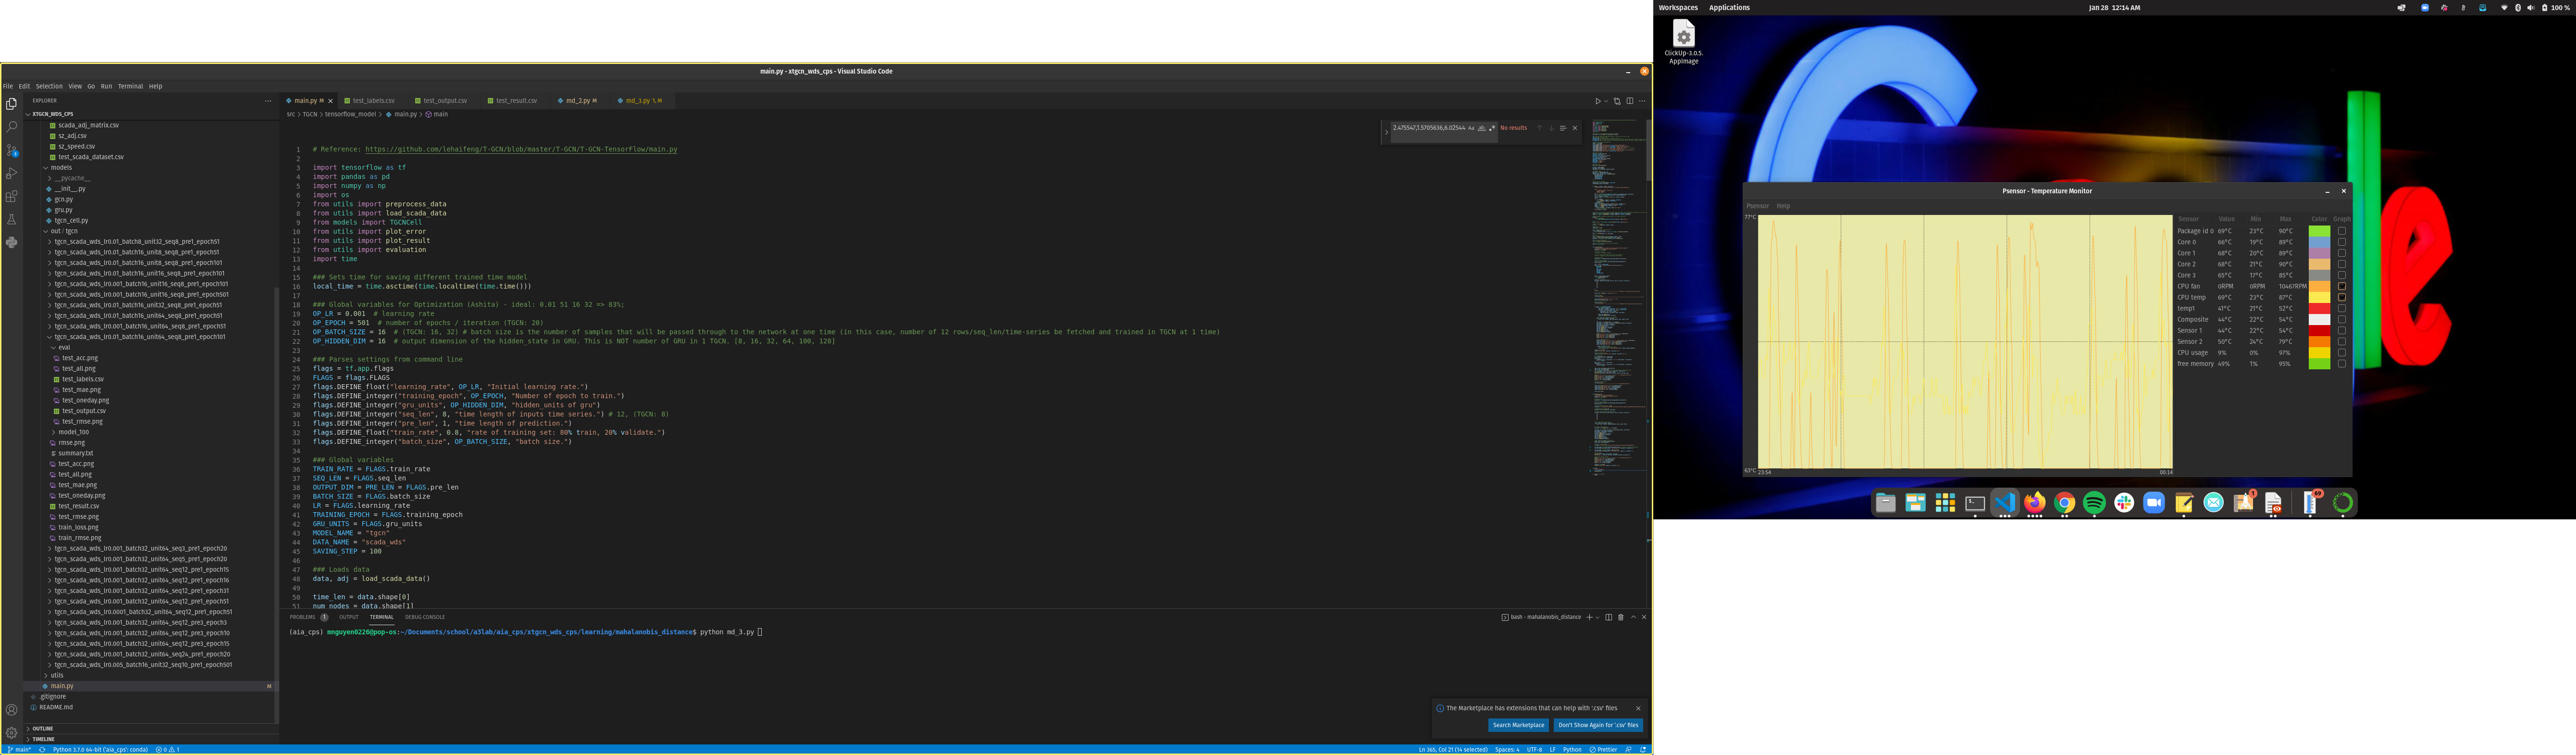 main.py - xtgcn_wds_cps - Visual Studio Code
File Edit Selection View Go Run Terminal Help
EXPLORER
XTGCN_WDS_CPS
scada_adj_matrix.csv
sz_adj.csv
sz_speed.csv
test_scada_dataset.csv
models
__pycache__
__init__.py
gcn.py
gru.py
tgcn_cell.py
out / tgcn
tgcn_scada_wds_lr0.01_batch8_unit32_seq8_pre1_epoch51
tgcn_scada_wds_lr0.01_batch16_unit8_seq8_pre1_epoch51
tgcn_scada_wds_lr0.01_batch16_unit8_seq8_pre1_epoch101
tgcn_scada_wds_lr0.01_batch16_unit16_seq8_pre1_epoch101
tgcn_scada_wds_lr0.001_batch16_unit16_seq8_pre1_epoch101
tgcn_scada_wds_lr0.001_batch16_unit16_seq8_pre1_epoch501
tgcn_scada_wds_lr0.01_batch16_unit32_seq8_pre1_epoch51
tgcn_scada_wds_lr0.01_batch16_unit64_seq8_pre1_epoch51
tgcn_scada_wds_lr0.001_batch16_unit64_seq8_pre1_epoch51
tgcn_scada_wds_lr0.01_batch16_unit64_seq8_pre1_epoch101
eval
test_acc.png
test_all.png
test_labels.csv
test_mae.png
test_oneday.png
test_output.csv
test_rmse.png
model_100
rmse.png
summary.txt
test_acc.png
test_all.png
test_mae.png
test_oneday.png
test_result.csv
test_rmse.png
train_loss.png
train_rmse.png
tgcn_scada_wds_lr0.001_batch32_unit64_seq3_pre1_epoch20
tgcn_scada_wds_lr0.001_batch32_unit64_seq5_pre1_epoch20
tgcn_scada_wds_lr0.001_batch32_unit64_seq12_pre1_epoch15
tgcn_scada_wds_lr0.001_batch32_unit64_seq12_pre1_epoch16
tgcn_scada_wds_lr0.001_batch32_unit64_seq12_pre1_epoch31
tgcn_scada_wds_lr0.001_batch32_unit64_seq12_pre1_epoch51
tgcn_scada_wds_lr0.0001_batch32_unit64_seq12_pre1_epoch51
tgcn_scada_wds_lr0.001_batch32_unit64_seq12_pre3_epoch3
tgcn_scada_wds_lr0.001_batch32_unit64_seq12_pre3_epoch10
tgcn_scada_wds_lr0.001_batch32_unit64_seq12_pre3_epoch15
tgcn_scada_wds_lr0.001_batch32_unit64_seq24_pre1_epoch20
tgcn_scada_wds_lr0.005_batch16_unit32_seq10_pre1_epoch501
utils
main.py M
.gitignore
README.md
OUTLINE
TIMELINE
main.py M test_labels.csv test_output.csv test_result.csv md_2.py M md_3.py 1, M
src > TGCN > tensorflow_model > main.py > main
2.475547,1.5705636,6.02544 Aa No results
1 # Reference: https://github.com/lehaifeng/T-GCN/blob/master/T-GCN/T-GCN-TensorFlow/main.py
2
3 import tensorflow as tf
4 import pandas as pd
5 import numpy as np
6 import os
7 from utils import preprocess_data
8 from utils import load_scada_data
9 from models import TGCNCell
10 from utils import plot_error
11 from utils import plot_result
12 from utils import evaluation
13 import time
14
15 ### Sets time for saving different trained time model
16 local_time = time.asctime(time.localtime(time.time()))
17
18 ### Global variables for Optimization (Ashita) - ideal: 0.01 51 16 32 => 83%;
19 OP_LR = 0.001 # learning rate
20 OP_EPOCH = 501 # number of epochs / iteration (TGCN: 20)
21 OP_BATCH_SIZE = 16 # (TGCN: 16, 32) # batch size is the number of samples that will be passed through to the network at one time (in this case, number of 12 rows/seq_len/time-series be fetched and trained in TGCN at 1 time)
22 OP_HIDDEN_DIM = 16 # output dimension of the hidden_state in GRU. This is NOT number of GRU in 1 TGCN. [8, 16, 32, 64, 100, 128]
23
24 ### Parses settings from command line
25 flags = tf.app.flags
26 FLAGS = flags.FLAGS
27 flags.DEFINE_float("learning_rate", OP_LR, "Initial learning rate.")
28 flags.DEFINE_integer("training_epoch", OP_EPOCH, "Number of epoch to train.")
29 flags.DEFINE_integer("gru_units", OP_HIDDEN_DIM, "hidden_units of gru")
30 flags.DEFINE_integer("seq_len", 8, "time length of inputs time series.") # 12, (TGCN: 8)
31 flags.DEFINE_integer("pre_len", 1, "time length of prediction.")
32 flags.DEFINE_float("train_rate", 0.8, "rate of training set: 80% train, 20% validate.")
33 flags.DEFINE_integer("batch_size", OP_BATCH_SIZE, "batch size.")
34
35 ### Global variables
36 TRAIN_RATE = FLAGS.train_rate
37 SEQ_LEN = FLAGS.seq_len
38 OUTPUT_DIM = PRE_LEN = FLAGS.pre_len
39 BATCH_SIZE = FLAGS.batch_size
40 LR = FLAGS.learning_rate
41 TRAINING_EPOCH = FLAGS.training_epoch
42 GRU_UNITS = FLAGS.gru_units
43 MODEL_NAME = "tgcn"
44 DATA_NAME = "scada_wds"
45 SAVING_STEP = 100
46
47 ### Loads data
48 data, adj = load_scada_data()
49
50 time_len = data.shape[0]
51 num_nodes = data.shape[1]
PROBLEMS 1 OUTPUT TERMINAL DEBUG CONSOLE
bash - mahalanobis_distance
(aia_cps) mnguyen0226@pop-os:~/Documents/school/a3lab/aia_cps/xtgcn_wds_cps/learning/mahalanobis_distance$ python md_3.py
The Marketplace has extensions that can help with '.csv' files
Search Marketplace Don't Show Again for '.csv' files
main* Python 3.7.0 64-bit ('aia_cps': conda) 0 1
Ln 365, Col 21 (14 selected) Spaces: 4 UTF-8 LF Python Prettier
Workspaces Applications Jan 28 12:14 AM 100 %
ClickUp-3.0.5.
AppImage
Psensor - Temperature Monitor
Psensor Help
77°C
63°C
23:54 00:14
Sensor Value Min Max Color Graph
Package id 0 69°C 23°C 90°C
Core 0 66°C 19°C 89°C
Core 1 68°C 20°C 89°C
Core 2 68°C 21°C 90°C
Core 3 65°C 17°C 85°C
CPU fan 0RPM 0RPM 10467RPM
CPU temp 69°C 23°C 87°C
temp1 41°C 21°C 52°C
Composite 44°C 22°C 54°C
Sensor 1 44°C 22°C 54°C
Sensor 2 50°C 24°C 79°C
CPU usage 9% 0% 97%
free memory 49% 1% 95%
1
69